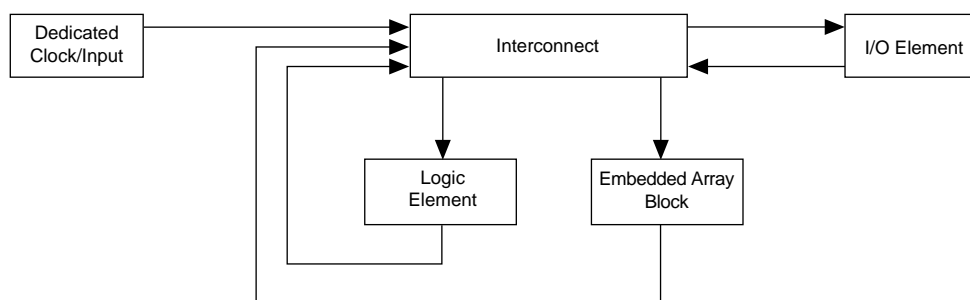 Dedicated
Clock/Input
Interconnect
I/O Element
Logic
Element
Embedded Array
Block